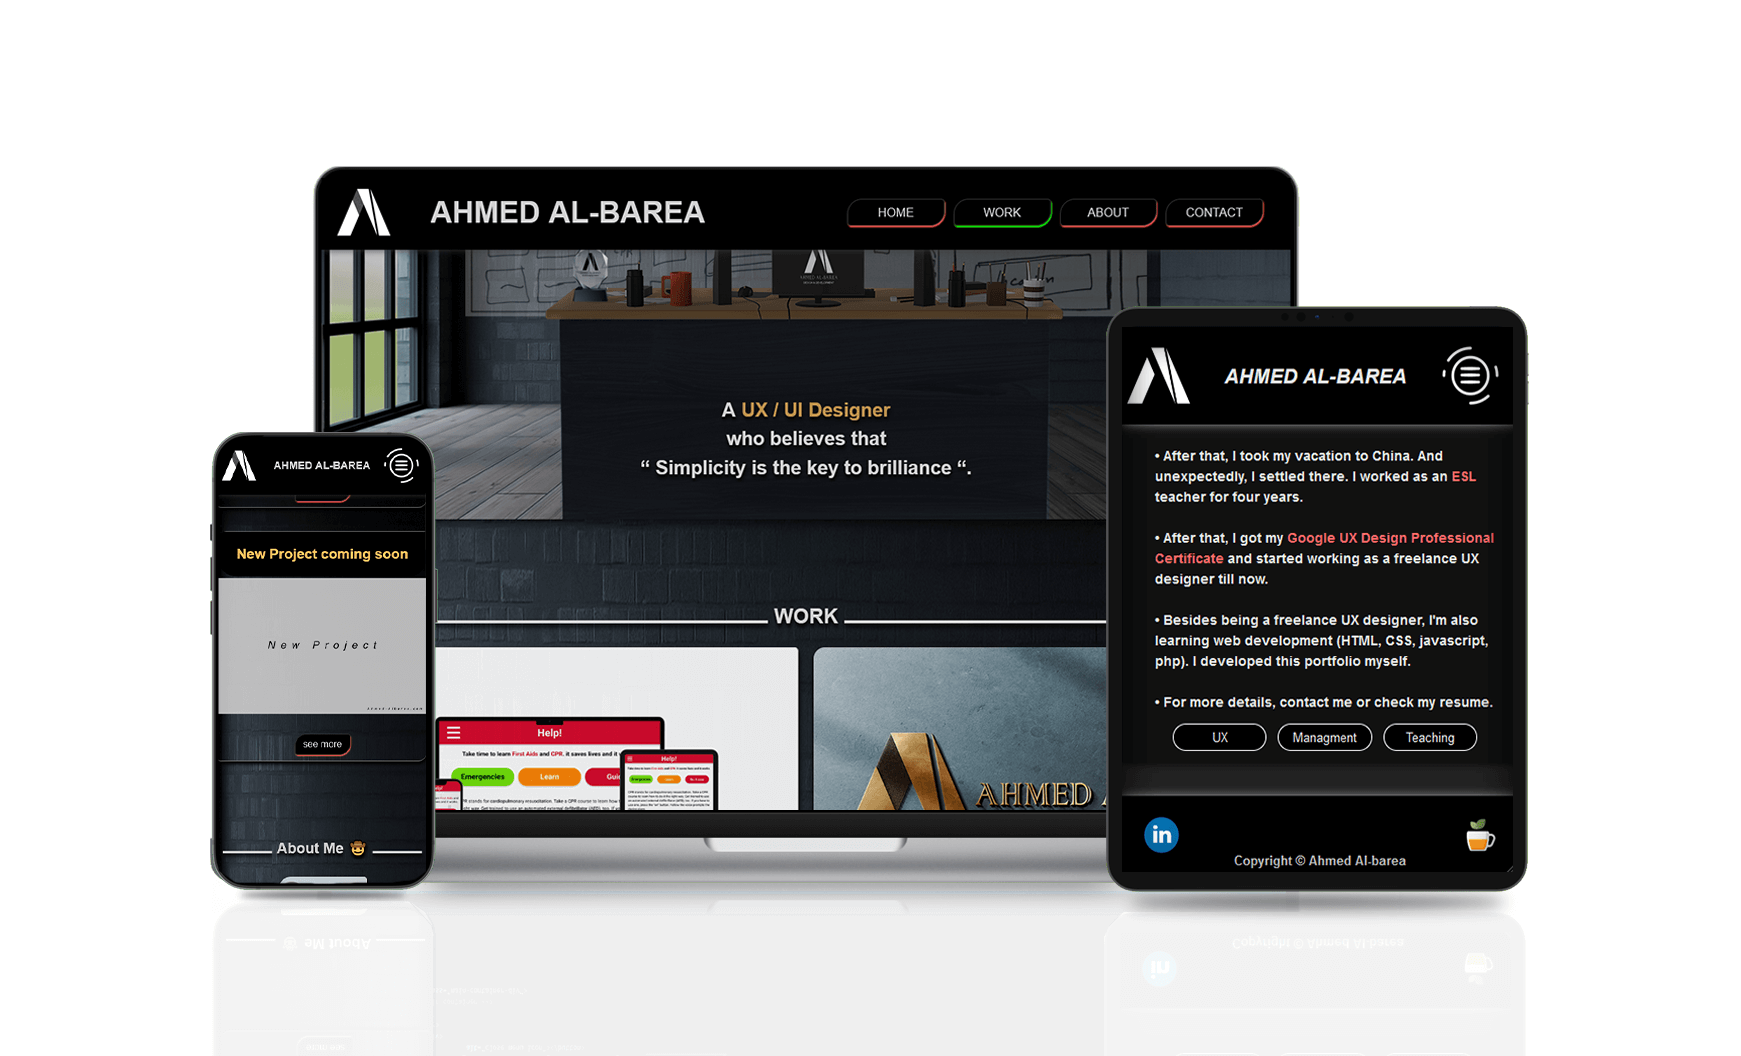 AHMED AL-BAREA
HOME
WORK
ABOUT
CONTACT
A UX / UI Designer
who believes that
“ Simplicity is the key to brilliance “.
WORK
Help!
Take time to learn First Aids and CPR. it saves lives and it
Emergencies
Learn
Help!
Emergencies
Learn
AHMED
AHMED AL-BAREA
New Project coming soon
New Project
see more
About Me 🤠
AHMED AL-BAREA
• After that, I took my vacation to China. And
unexpectedly, I settled there. I worked as an ESL
teacher for four years.
• After that, I got my Google UX Design Professional
Certificate and started working as a freelance UX
designer till now.
• Besides being a freelance UX designer, I'm also
learning web development (HTML, CSS, javascript,
php). I developed this portfolio myself.
• For more details, contact me or check my resume.
UX
Managment
Teaching
in
Copyright © Ahmed Al-barea